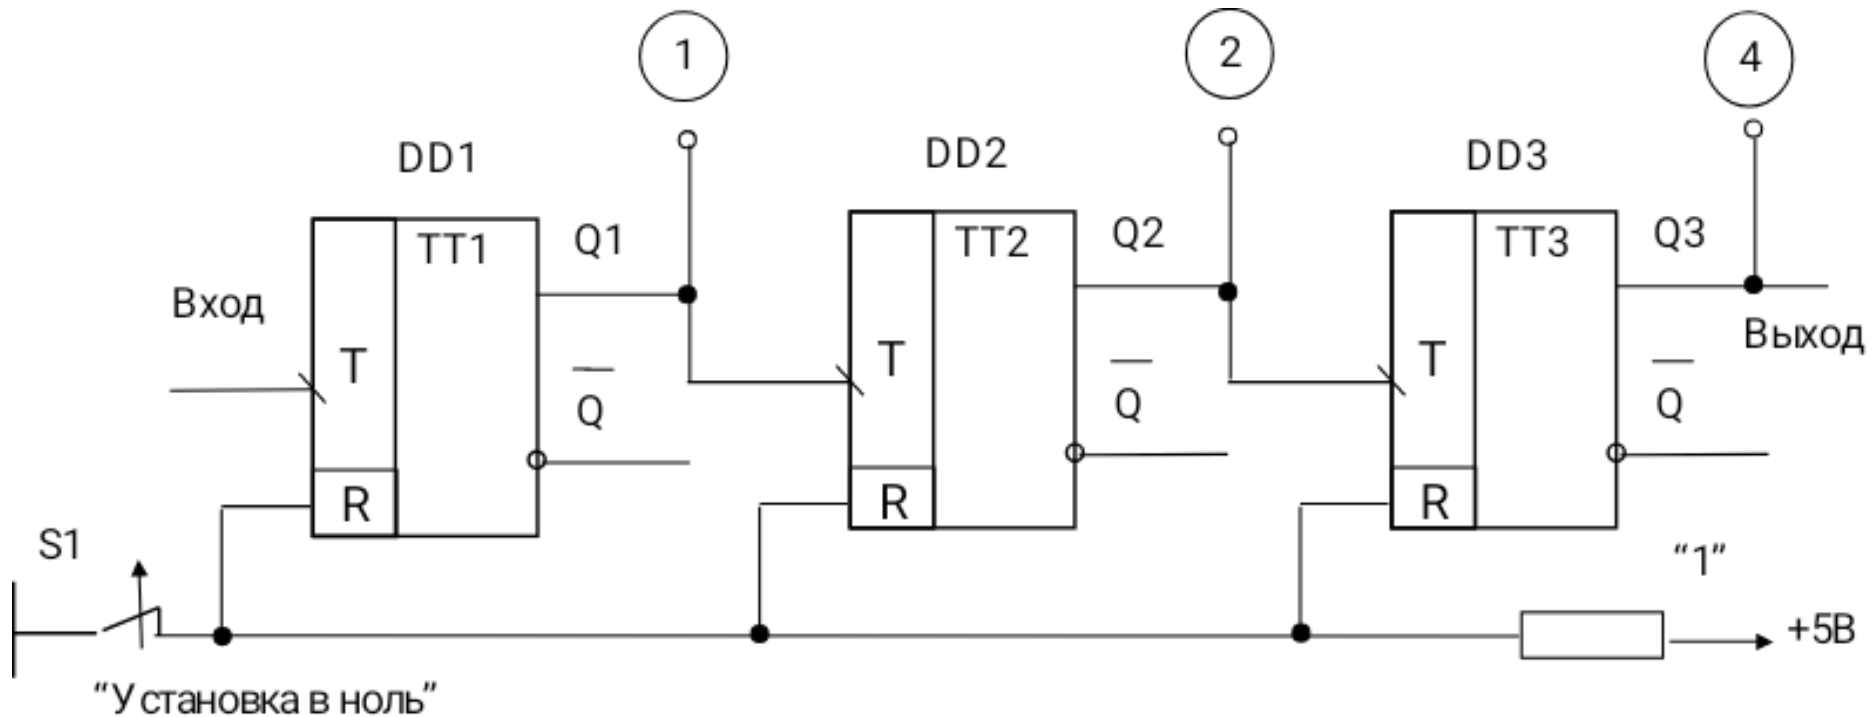 1
2
4
DD1
DD2
DD3
TT1
Q1
TT2
Q2
TT3
Q3
Вход
Выход
T
T
T
Q
Q
Q
R
R
R
S1
“1”
+5В
“Установка в ноль”